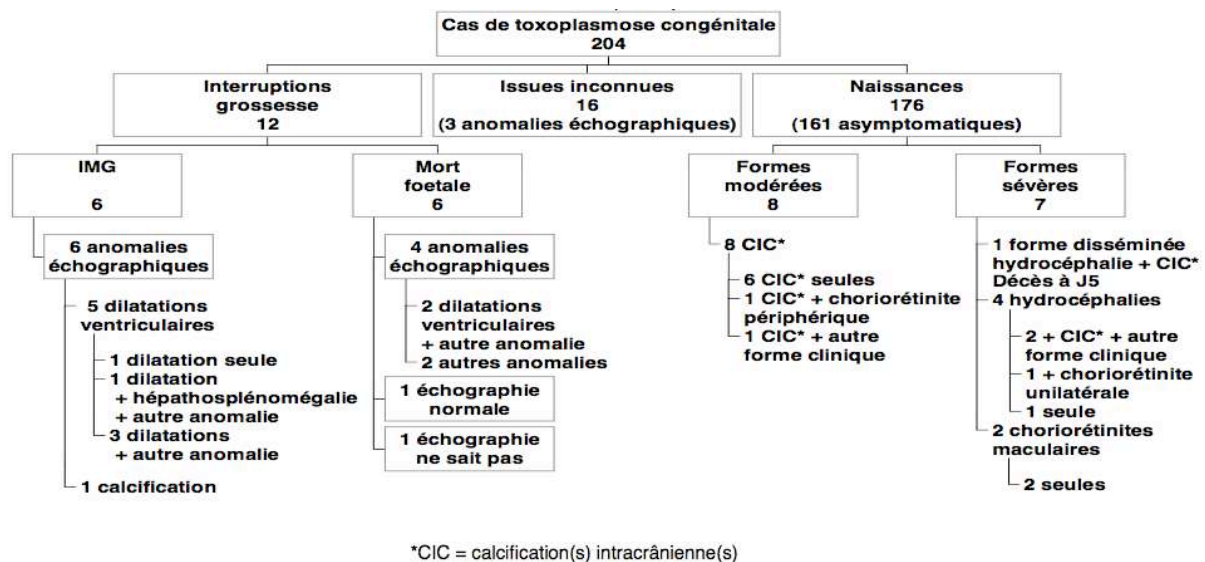 Cas de toxoplasmose congénitale
204
Interruptions
grossesse
12
Issues inconnues
16
(3 anomalies échographiques)
Naissances
176
(161 asymptomatiques)
IMG
6
Mort
foetale
6
Formes
modérées
8
Formes
sévères
7
6 anomalies
échographiques
5 dilatations
ventriculaires
1 dilatation seule
1 dilatation
+ hépathosplénomégalie
+ autre anomalie
3 dilatations
+ autre anomalie
1 calcification
4 anomalies
échographiques
2 dilatations
ventriculaires
+ autre anomalie
2 autres anomalies
1 échographie
normale
1 échographie
ne sait pas
8 CIC*
6 CIC* seules
1 CIC* + choriorétinite
périphérique
1 CIC* + autre
forme clinique
1 forme disséminée
hydrocéphalie + CIC*
Décès à J5
4 hydrocéphalies
2 + CIC* + autre
forme clinique
1 + choriorétinite
unilatérale
1 seule
2 choriorétinites
maculaires
2 seules
*CIC = calcification(s) intracrânienne(s)